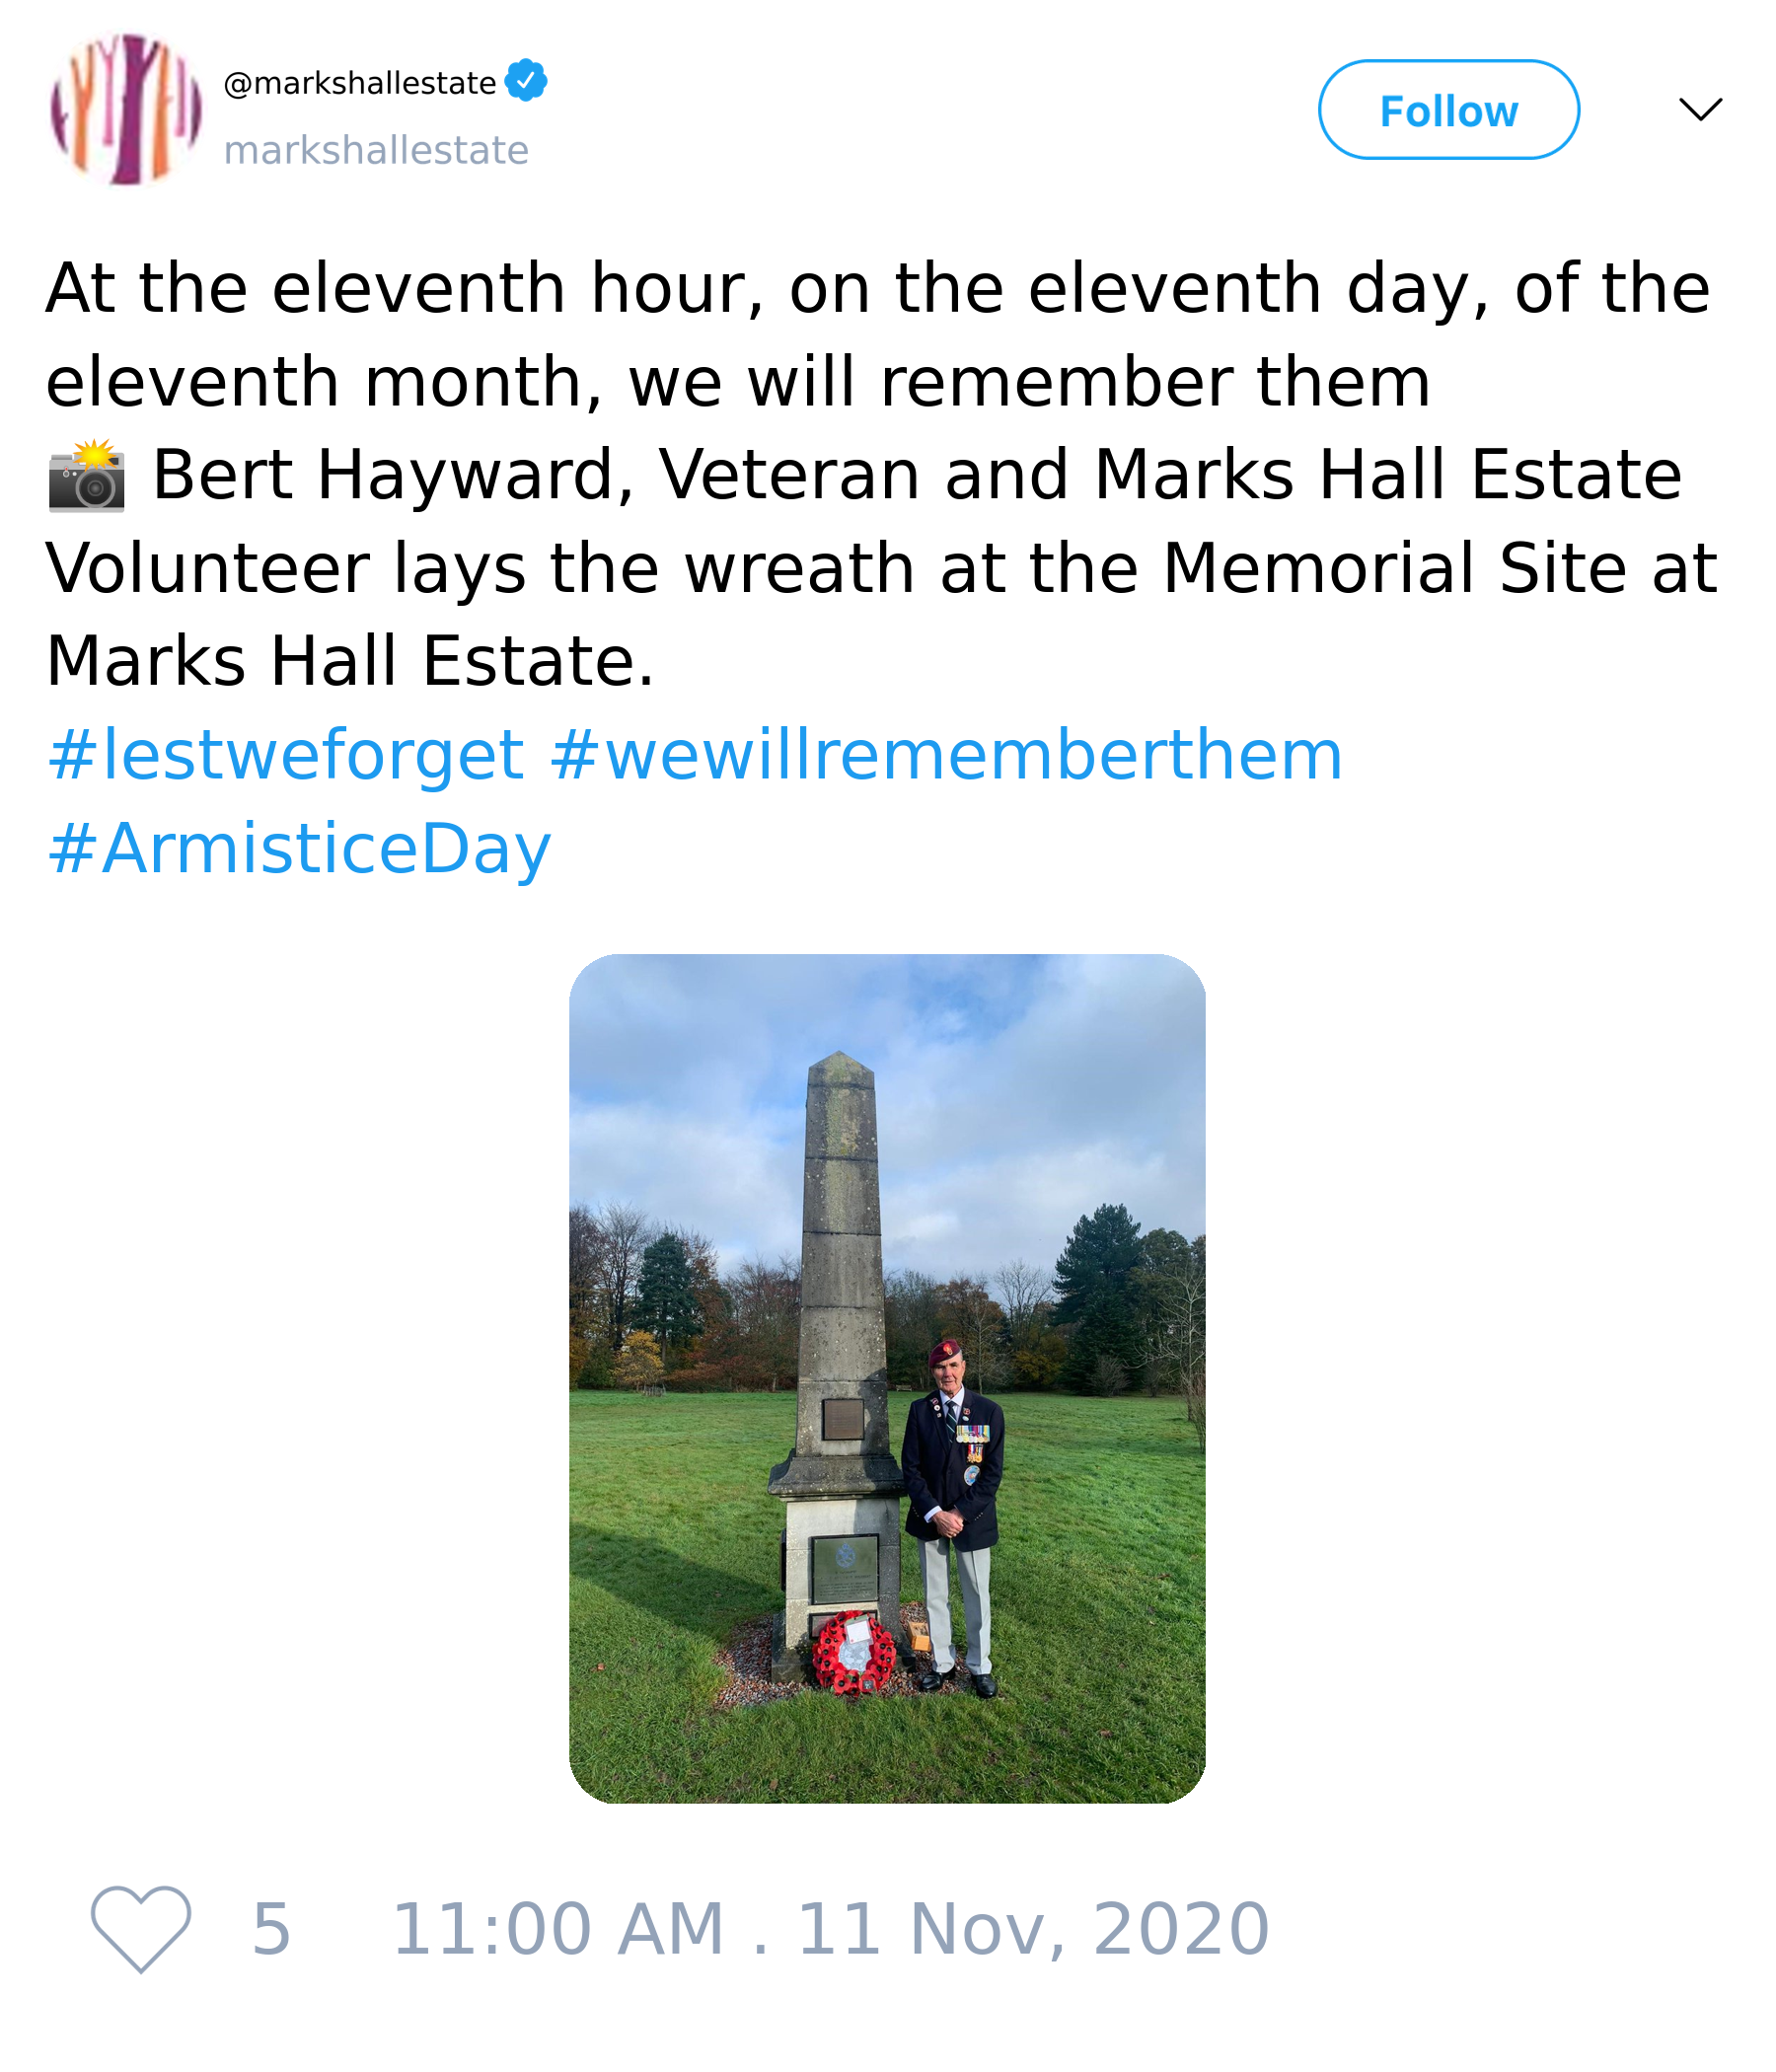 @markshallestate
markshallestate
Follow
At the eleventh hour, on the eleventh day, of the
eleventh month, we will remember them
📸 Bert Hayward, Veteran and Marks Hall Estate
Volunteer lays the wreath at the Memorial Site at
Marks Hall Estate.
#lestweforget #wewillrememberthem
#ArmisticeDay
5 11:00 AM . 11 Nov, 2020